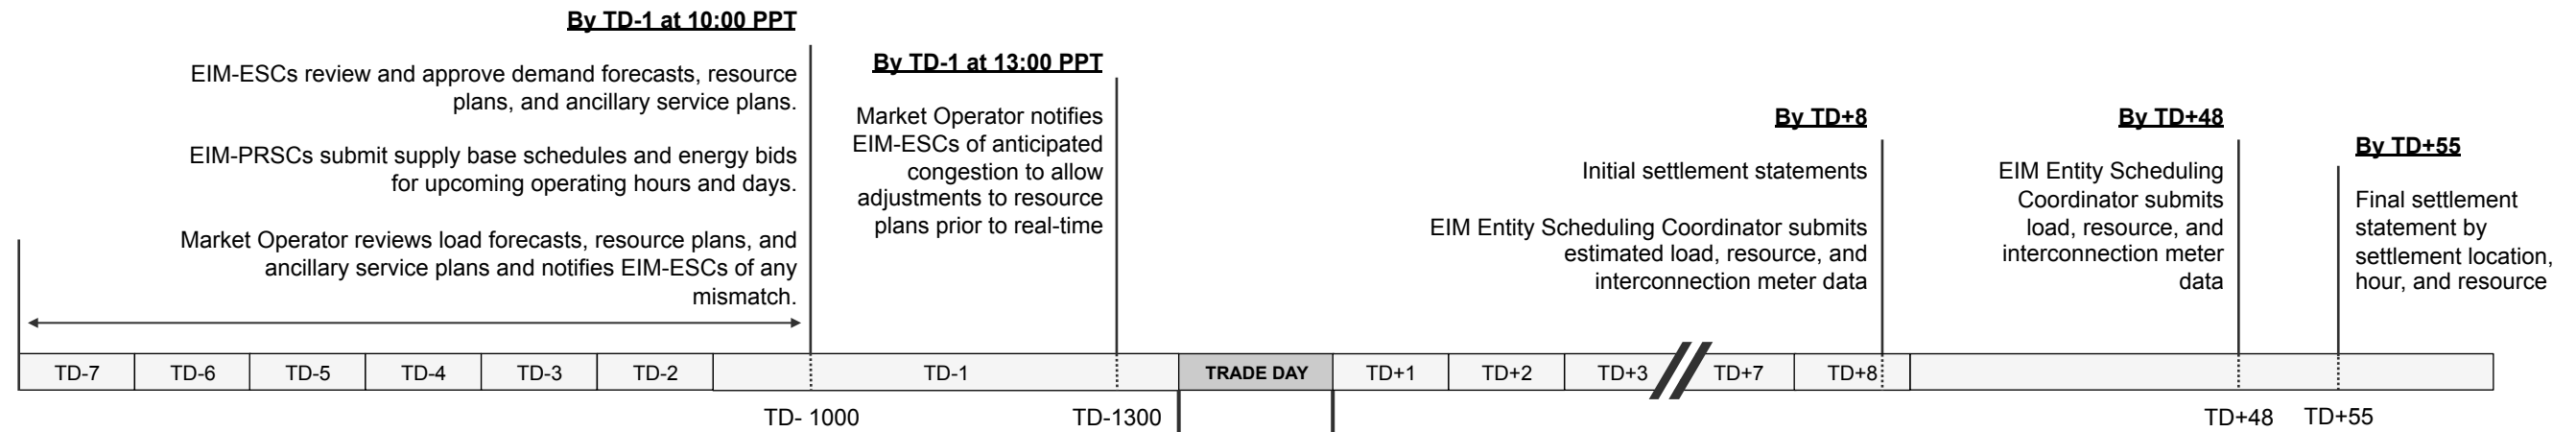 By TD-1 at 10:00 PPT
EIM-ESCs review and approve demand forecasts, resource
plans, and ancillary service plans.
EIM-PRSCs submit supply base schedules and energy bids
for upcoming operating hours and days.
Market Operator reviews load forecasts, resource plans, and
ancillary service plans and notifies EIM-ESCs of any
mismatch.
By TD-1 at 13:00 PPT
Market Operator notifies
EIM-ESCs of anticipated
congestion to allow
adjustments to resource
plans prior to real-time
By TD+8
Initial settlement statements
EIM Entity Scheduling Coordinator submits
estimated load, resource, and
interconnection meter data
By TD+48
EIM Entity Scheduling
Coordinator submits
load, resource, and
interconnection meter
data
By TD+55
Final settlement
statement by
settlement location,
hour, and resource
TD-7 TD-6 TD-5 TD-4 TD-3 TD-2 TD-1 TRADE DAY TD+1 TD+2 TD+3 TD+7 TD+8
TD- 1000 TD-1300 TD+48 TD+55